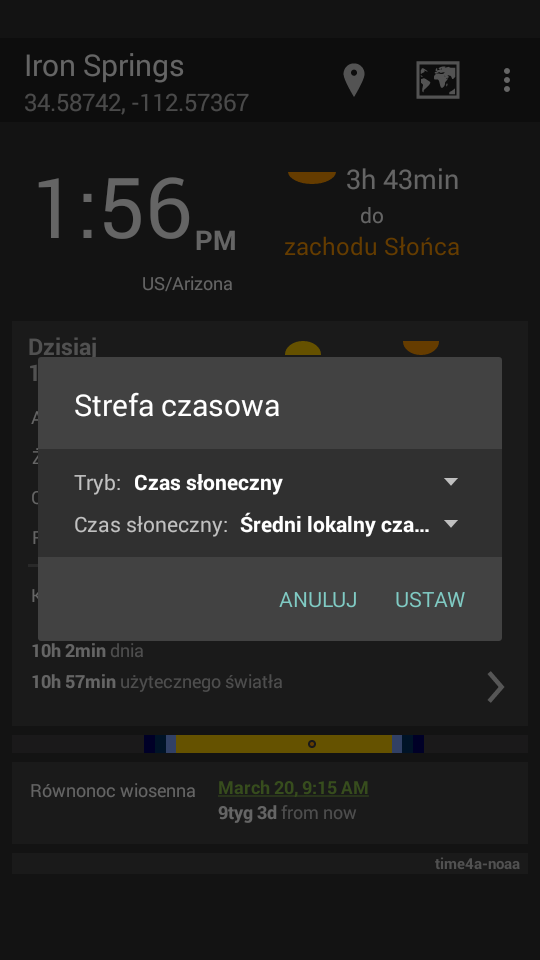 Iron Springs
34.58742, -112.57367
1:56 PM
3h 43min
do
zachodu Słońca
US/Arizona
Dzisiaj
Strefa czasowa
Tryb: Czas słoneczny
Czas słoneczny: Średni lokalny cza...
ANULUJ USTAW
10h 2min dnia
10h 57min użytecznego światła
Równonoc wiosenna
March 20, 9:15 AM
9tyg 3d from now
time4a-noaa